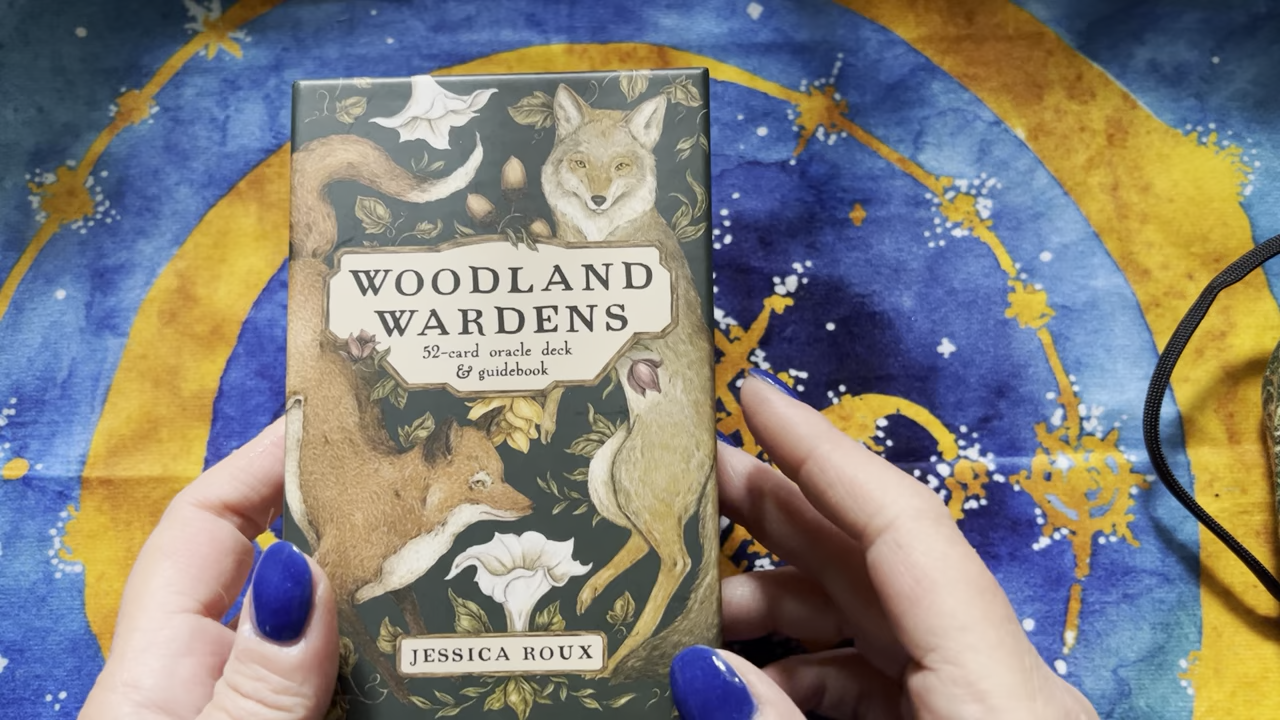 WOODLAND
WARDENS
52-card oracle deck
& guidebook
JESSICA ROUX